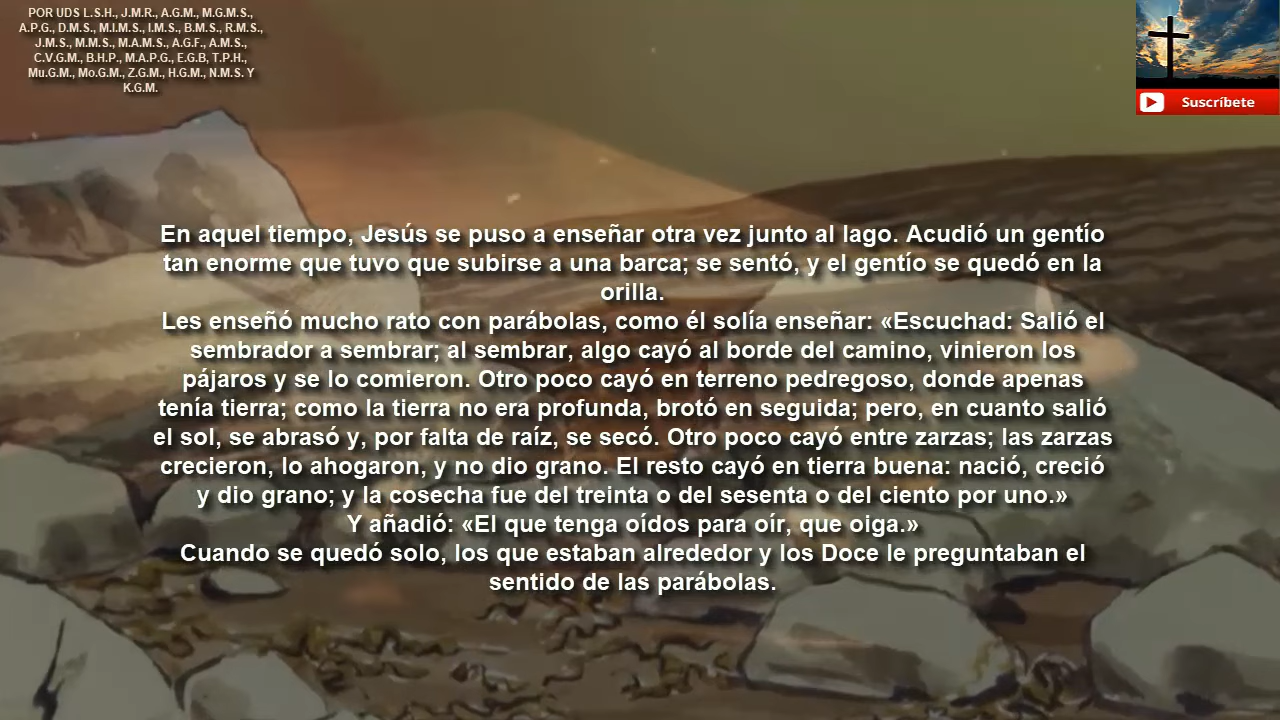 POR UDS L.S.H., J.M.R., A.G.M., M.G.M.S.,
A.P.G., D.M.S., M.I.M.S., I.M.S., B.M.S., R.M.S.,
J.M.S., M.M.S., M.A.M.S., A.G.F., A.M.S.,
C.V.G.M., B.H.P., M.A.P.G., E.G.B, T.P.H.,
Mu.G.M., Mo.G.M., Z.G.M., H.G.M., N.M.S. Y
K.G.M.
Suscríbete
En aquel tiempo, Jesús se puso a enseñar otra vez junto al lago. Acudió un gentío
tan enorme que tuvo que subirse a una barca; se sentó, y el gentío se quedó en la
orilla.
Les enseñó mucho rato con parábolas, como él solía enseñar: «Escuchad: Salió el
sembrador a sembrar; al sembrar, algo cayó al borde del camino, vinieron los
pájaros y se lo comieron. Otro poco cayó en terreno pedregoso, donde apenas
tenía tierra; como la tierra no era profunda, brotó en seguida; pero, en cuanto salió
el sol, se abrasó y, por falta de raíz, se secó. Otro poco cayó entre zarzas; las zarzas
crecieron, lo ahogaron, y no dio grano. El resto cayó en tierra buena: nació, creció
y dio grano; y la cosecha fue del treinta o del sesenta o del ciento por uno.»
Y añadió: «El que tenga oídos para oír, que oiga.»
Cuando se quedó solo, los que estaban alrededor y los Doce le preguntaban el
sentido de las parábolas.